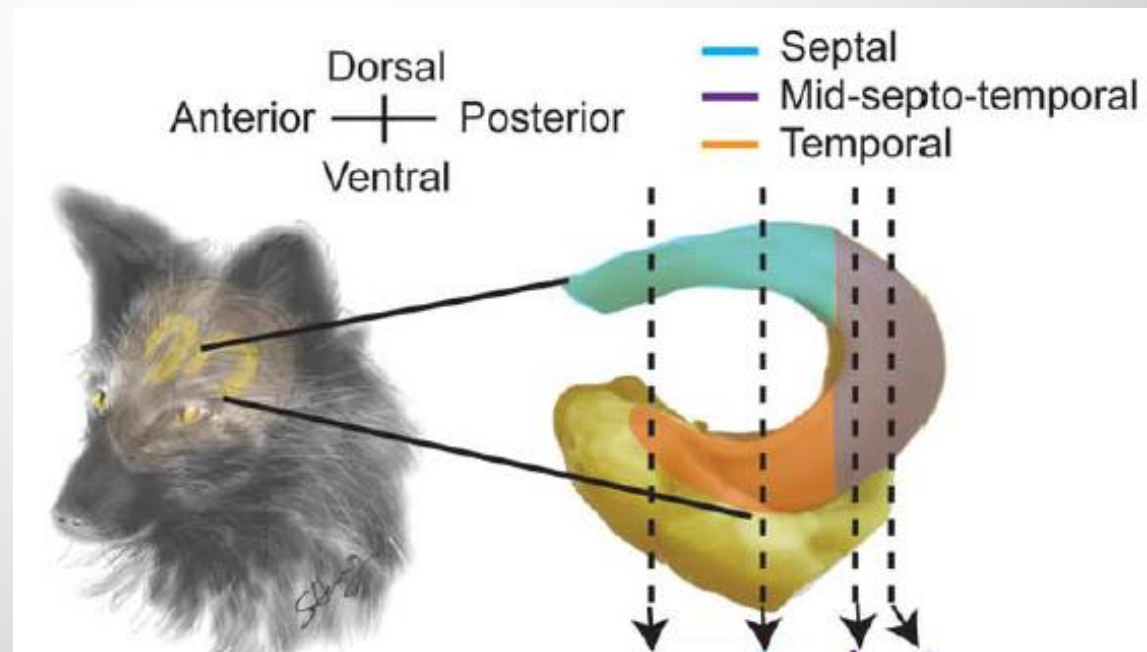 Dorsal
Anterior
Posterior
Ventral
Septal
Mid-septo-temporal
Temporal